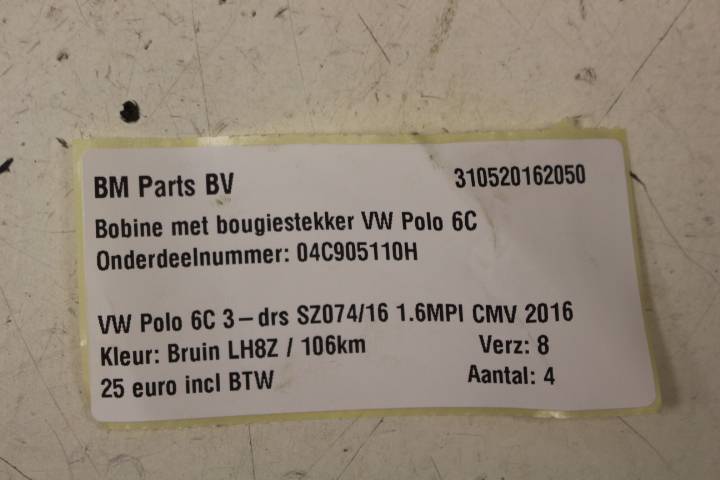 BM Parts BV 310520162050
Bobine met bougiestekker VW Polo 6C
Onderdeelnummer: 04C905110H
VW Polo 6C 3-drs SZ074/16 1.6MPI CMV 2016
Kleur: Bruin LH8Z / 106km Verz: 8
25 euro incl BTW Aantal: 4